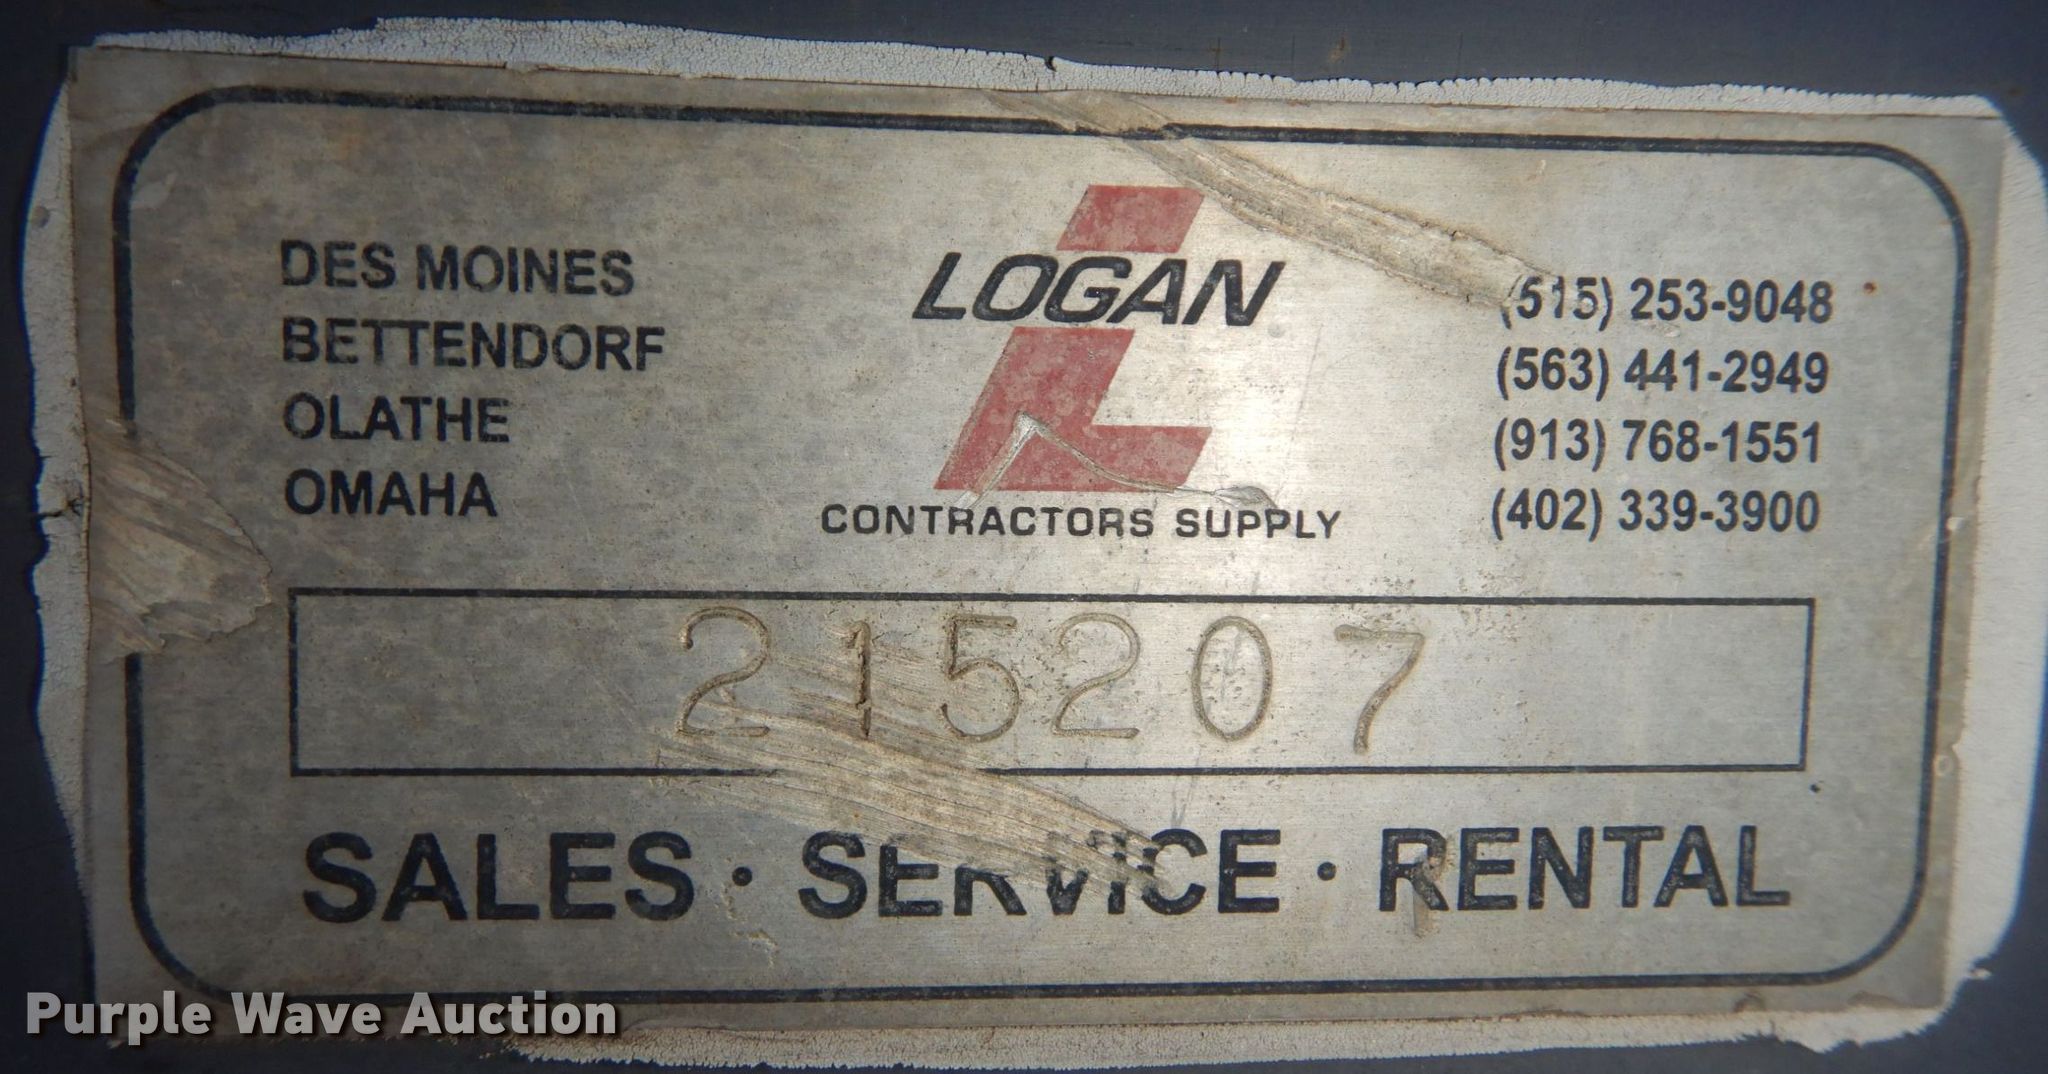 DES MOINES
BETTENDORF
OLATHE
OMAHA
LOGAN
CONTRACTORS SUPPLY
(515) 253-9048
(563) 441-2949
(913) 768-1551
(402) 339-3900
215207
SALES · SERVICE · RENTAL
Purple Wave Auction